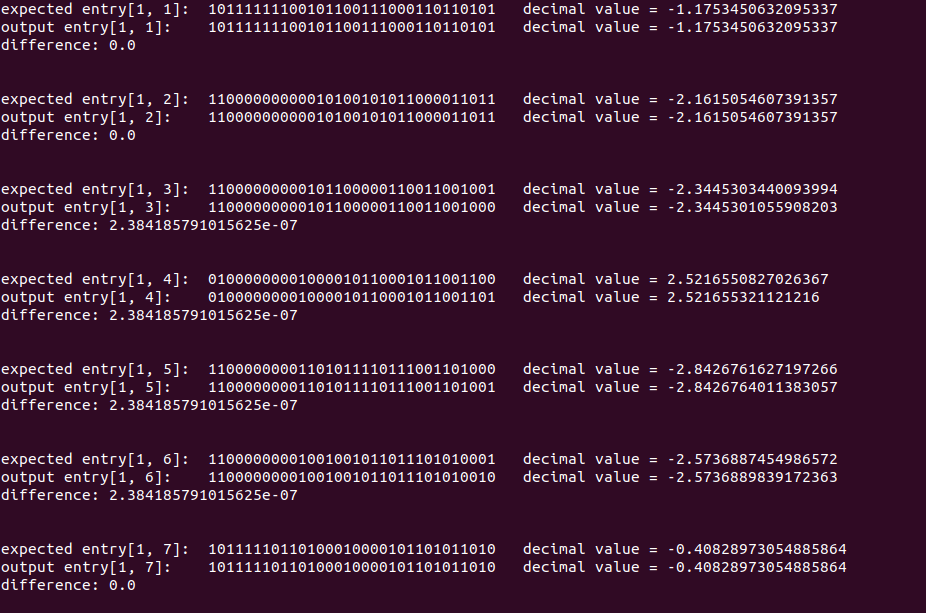 expected entry[1, 1]:  10111111100101100111000110110101   decimal value = -1.1753450632095337
output entry[1, 1]:    10111111100101100111000110110101   decimal value = -1.1753450632095337
difference: 0.0
expected entry[1, 2]:  11000000000010100101011000011011   decimal value = -2.1615054607391357
output entry[1, 2]:    11000000000010100101011000011011   decimal value = -2.1615054607391357
difference: 0.0
expected entry[1, 3]:  11000000000101100000110011001001   decimal value = -2.3445303440093994
output entry[1, 3]:    11000000000101100000110011001000   decimal value = -2.3445301055908203
difference: 2.384185791015625e-07
expected entry[1, 4]:  01000000001000010110001011001100   decimal value = 2.5216550827026367
output entry[1, 4]:    01000000001000010110001011001101   decimal value = 2.521655321121216
difference: 2.384185791015625e-07
expected entry[1, 5]:  11000000001101011110111001101000   decimal value = -2.8426761627197266
output entry[1, 5]:    11000000001101011110111001101001   decimal value = -2.8426764011383057
difference: 2.384185791015625e-07
expected entry[1, 6]:  11000000001001001011011101010001   decimal value = -2.5736887454986572
output entry[1, 6]:    11000000001001001011011101010010   decimal value = -2.5736889839172363
difference: 2.384185791015625e-07
expected entry[1, 7]:  10111110110100010000101101011010   decimal value = -0.40828973054885864
output entry[1, 7]:    10111110110100010000101101011010   decimal value = -0.40828973054885864
difference: 0.0